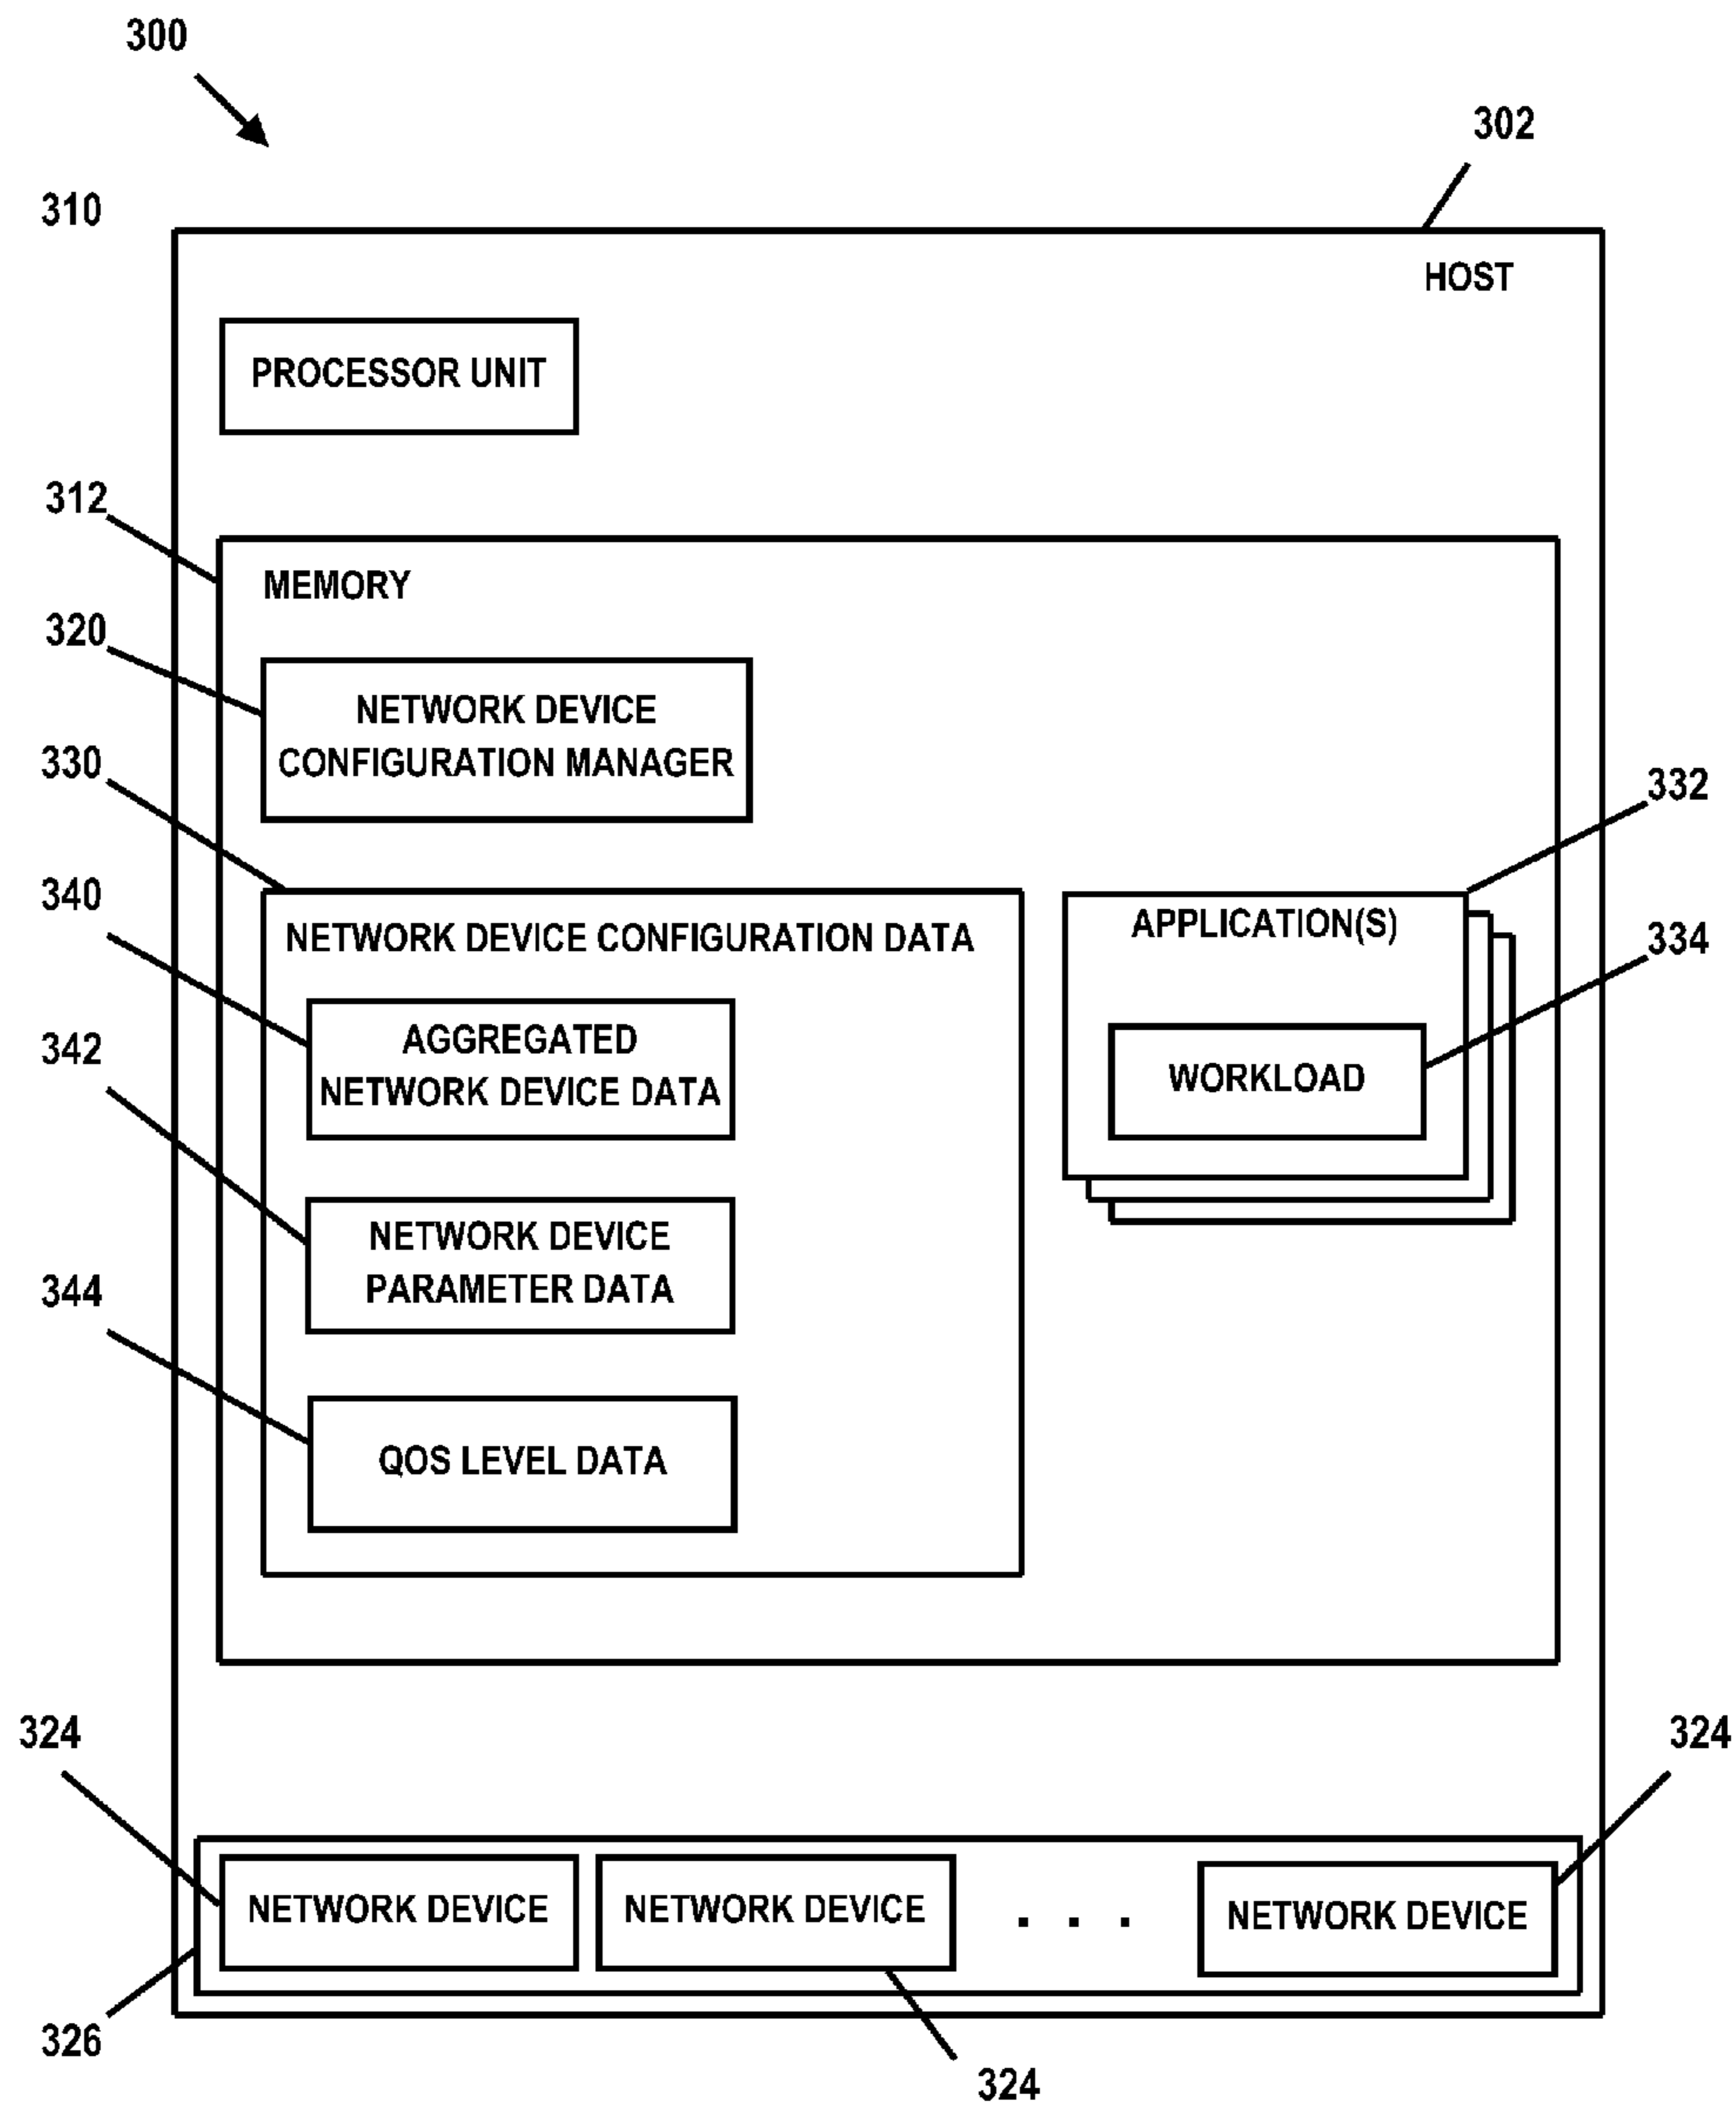 300
302
310
HOST
PROCESSOR UNIT
312
MEMORY
320
NETWORK DEVICE
CONFIGURATION MANAGER
330
332
340
NETWORK DEVICE CONFIGURATION DATA
APPLICATION(S)
334
342
AGGREGATED
NETWORK DEVICE DATA
WORKLOAD
NETWORK DEVICE
PARAMETER DATA
344
QOS LEVEL DATA
324
324
NETWORK DEVICE
NETWORK DEVICE
. . .
NETWORK DEVICE
326
324